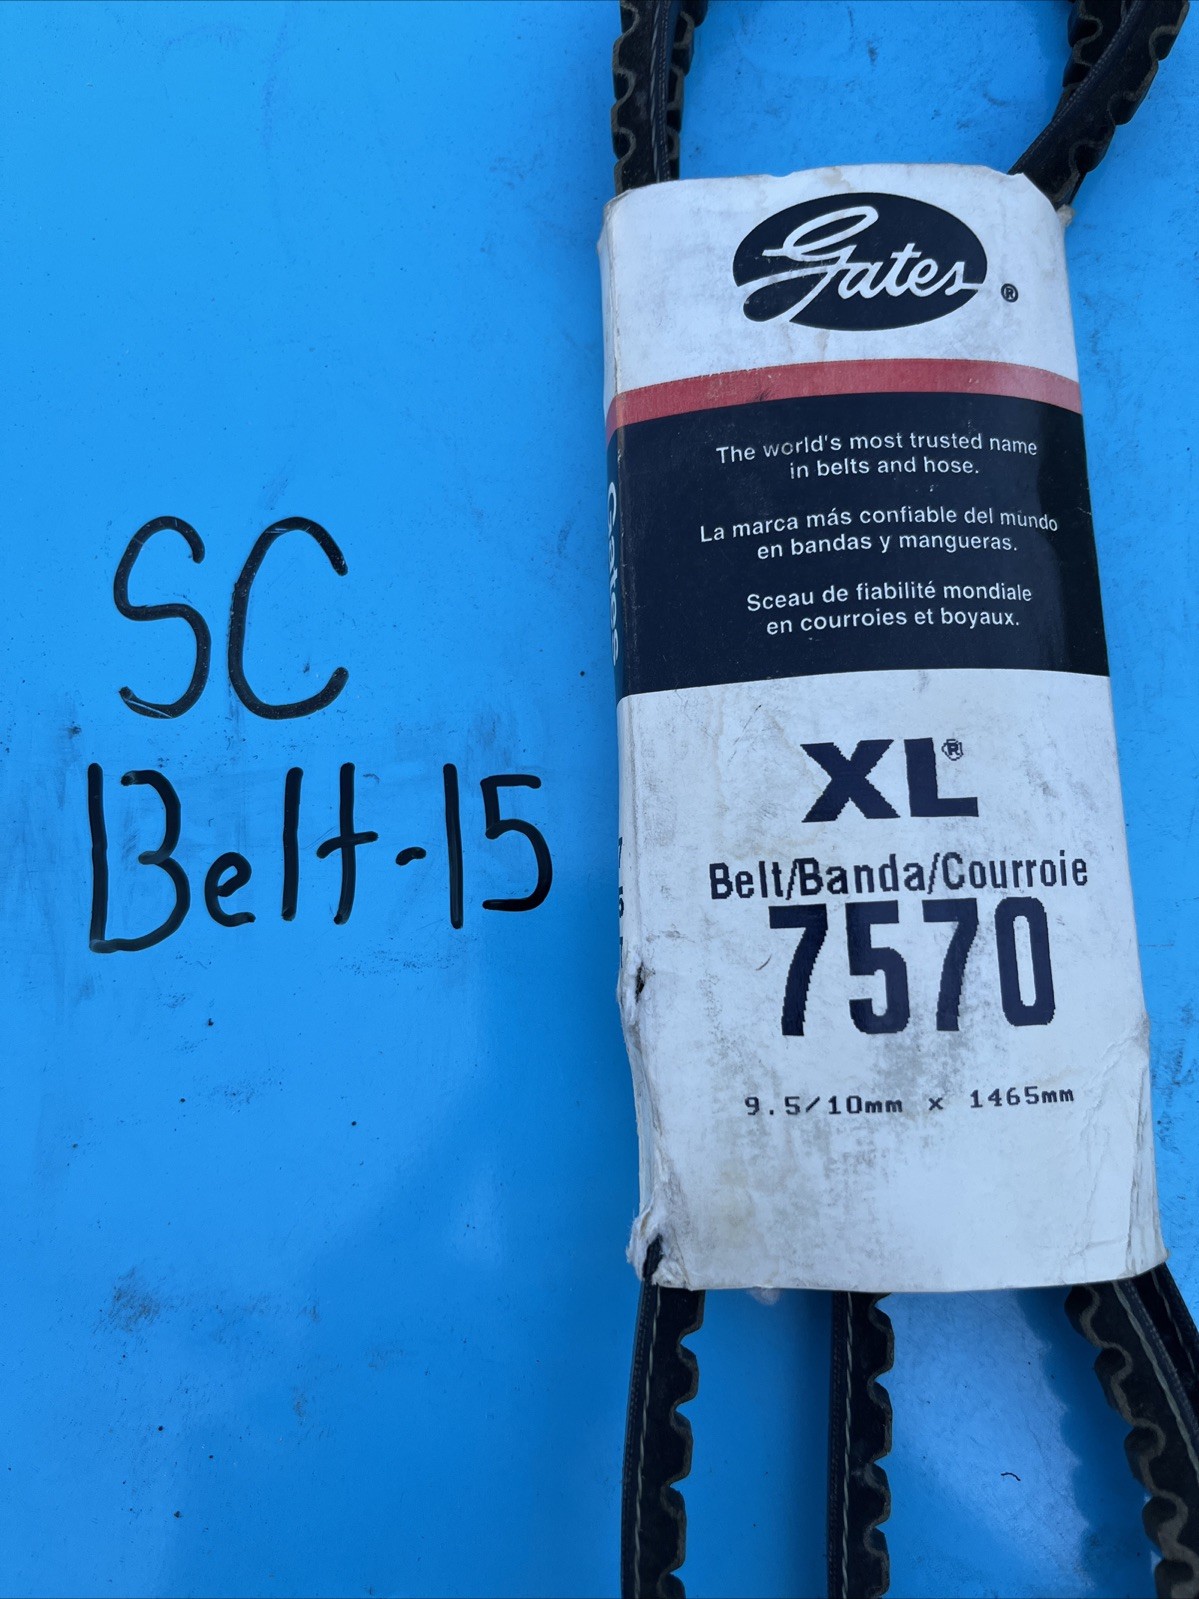 SC
Belt-15
Gates®
The world's most trusted name
in belts and hose.
La marca más confiable del mundo
en bandas y mangueras.
Sceau de fiabilité mondiale
en courroies et boyaux.
XL®
Belt/Banda/Courroie
7570
9.5/10mm x 1465mm
Gates